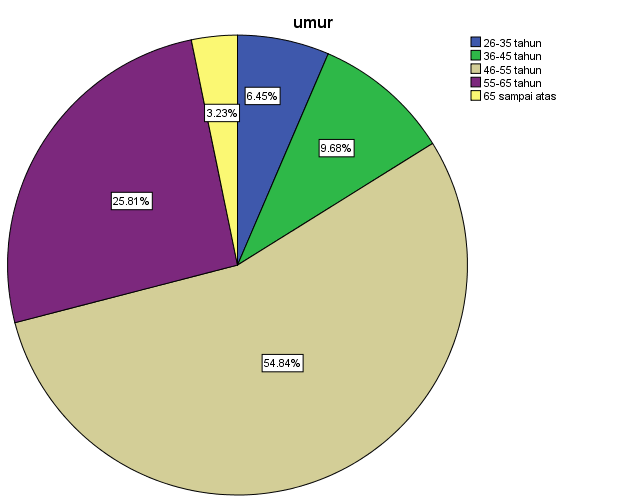 umur
26-35 tahun
36-45 tahun
46-55 tahun
55-65 tahun
65 sampai atas
6.45%
3.23%
9.68%
25.81%
54.84%